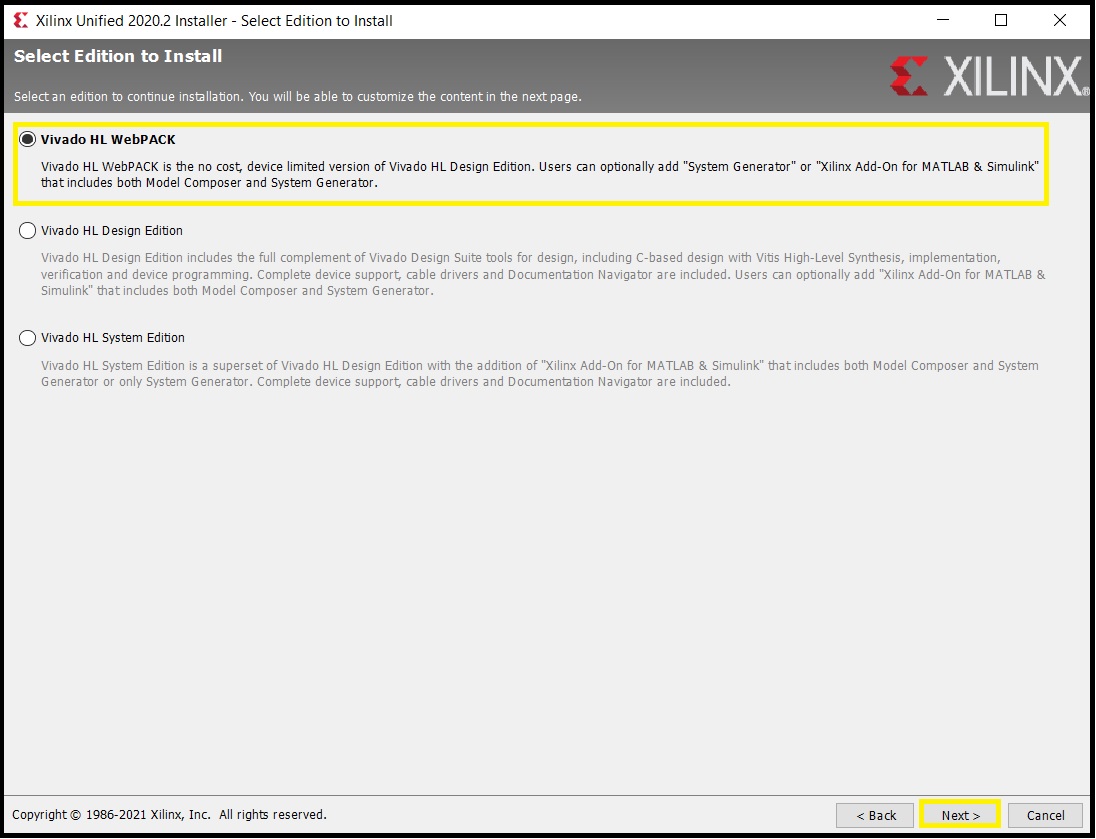 Xilinx Unified 2020.2 Installer - Select Edition to Install
Select Edition to Install
Select an edition to continue installation. You will be able to customize the content in the next page.
XILINX®
Vivado HL WebPACK
Vivado HL WebPACK is the no cost, device limited version of Vivado HL Design Edition. Users can optionally add "System Generator" or "Xilinx Add-On for MATLAB & Simulink"
that includes both Model Composer and System Generator.
Vivado HL Design Edition
Vivado HL Design Edition includes the full complement of Vivado Design Suite tools for design, including C-based design with Vitis High-Level Synthesis, implementation,
verification and device programming. Complete device support, cable drivers and Documentation Navigator are included. Users can optionally add "Xilinx Add-On for MATLAB &
Simulink" that includes both Model Composer and System Generator.
Vivado HL System Edition
Vivado HL System Edition is a superset of Vivado HL Design Edition with the addition of "Xilinx Add-On for MATLAB & Simulink" that includes both Model Composer and System
Generator or only System Generator. Complete device support, cable drivers and Documentation Navigator are included.
Copyright © 1986-2021 Xilinx, Inc. All rights reserved.
< Back
Next >
Cancel